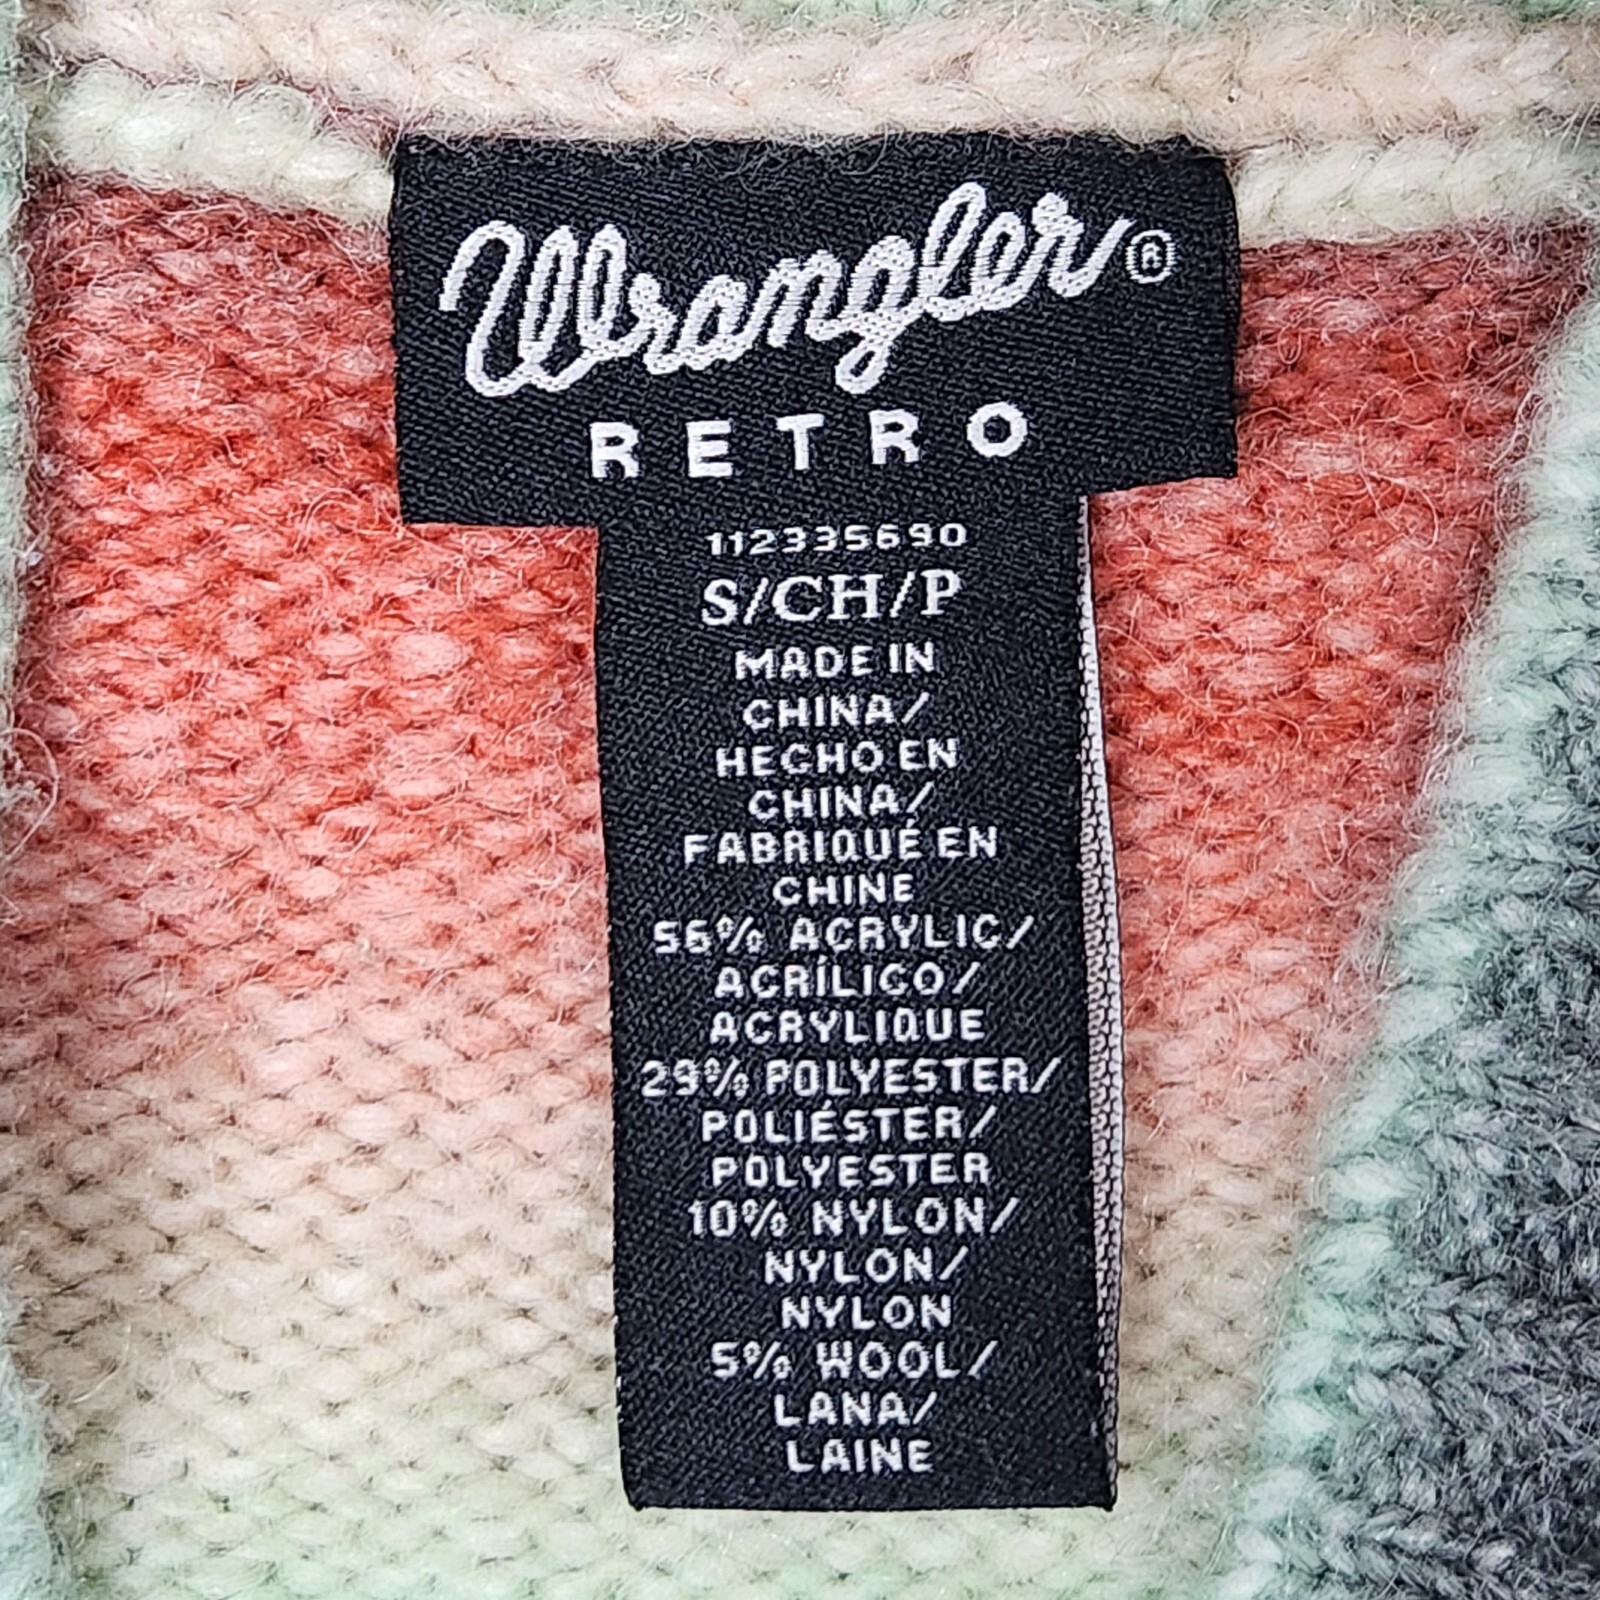 Wrangler®
RETRO
112335690
S/CH/P
MADE IN
CHINA/
HECHO EN
CHINA/
FABRIQUÉ EN
CHINE
56% ACRYLIC/
ACRÍLICO/
ACRYLIQUE
29% POLYESTER/
POLIÉSTER/
POLYESTER
10% NYLON/
NYLON/
NYLON
5% WOOL/
LANA/
LAINE